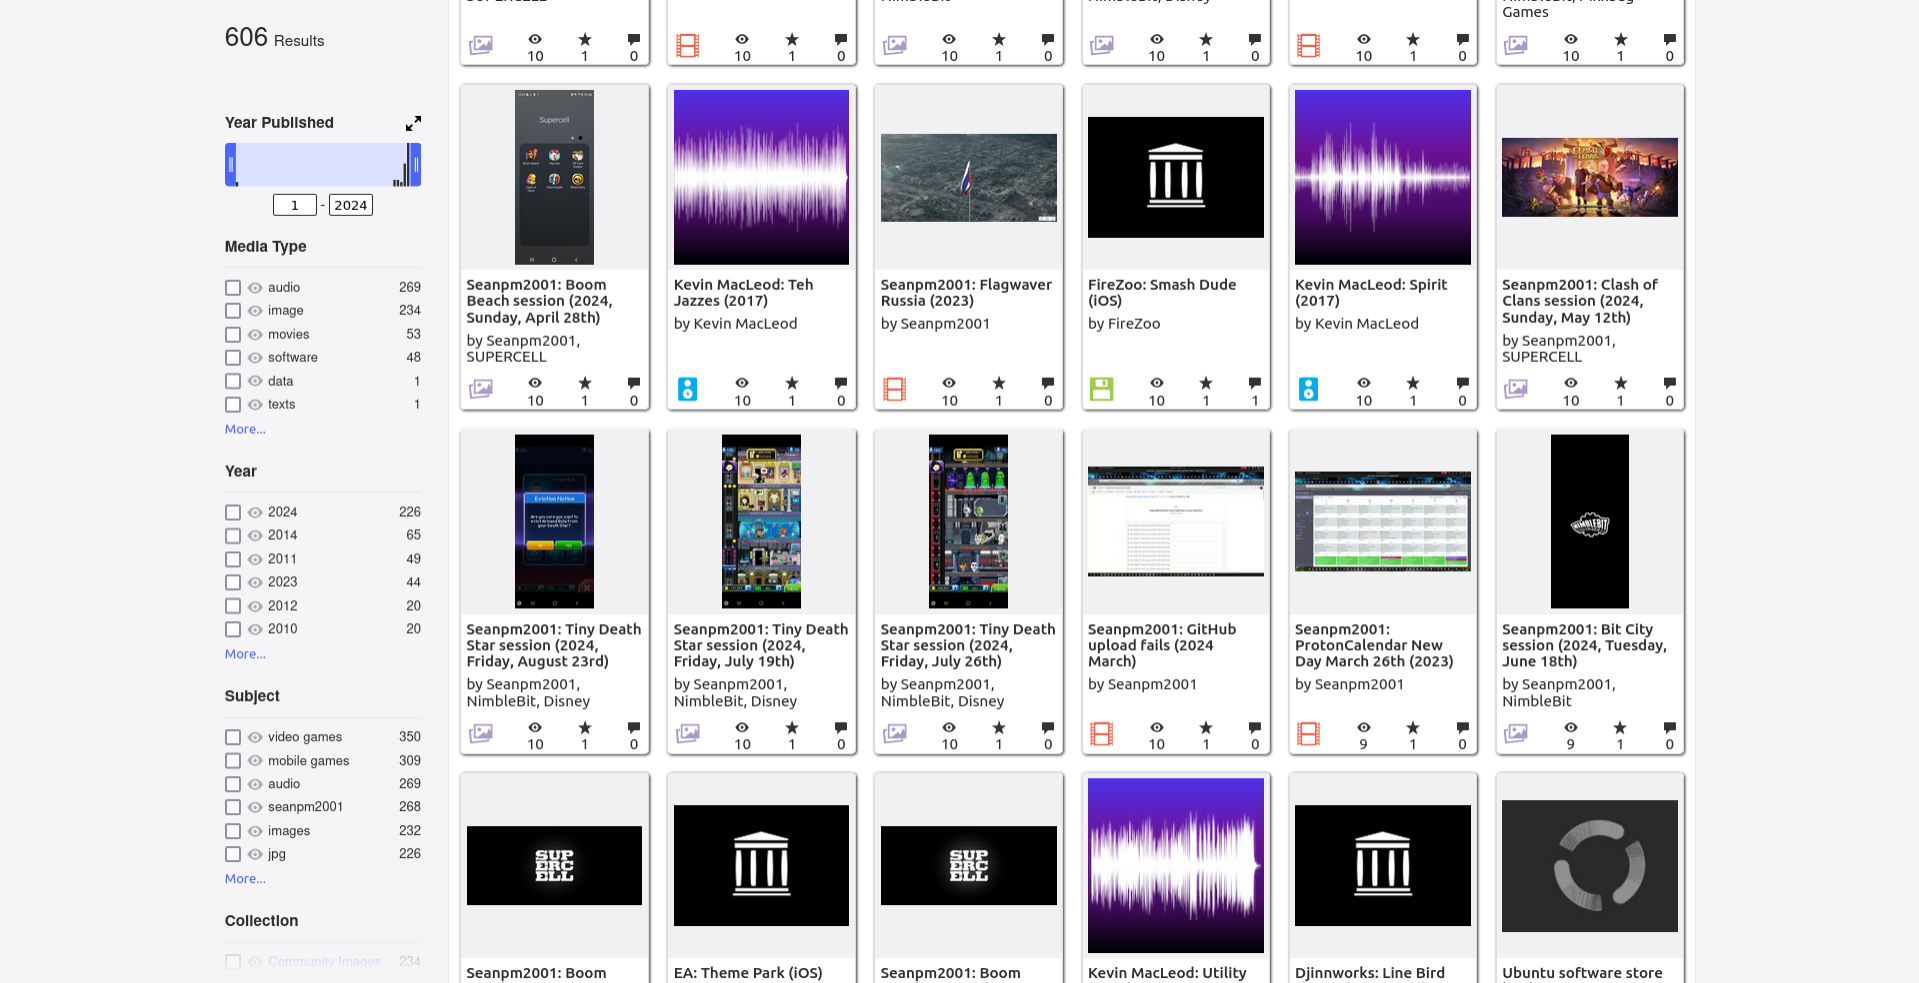 606 Results
Year Published
1 - 2024
Media Type
audio 269
image 234
movies 53
software 48
data 1
texts 1
More...
Year
2024 226
2014 65
2011 49
2023 44
2012 20
2010 20
More...
Subject
video games 350
mobile games 309
audio 269
seanpm2001 268
images 232
jpg 226
More...
Collection
Community Images 234
Games
10 1 0
10 1 0
10 1 0
10 1 0
10 1 0
10 1 0
Supercell
Seanpm2001: Boom
Beach session (2024,
Sunday, April 28th)
by Seanpm2001,
SUPERCELL
10 1 0
Kevin MacLeod: Teh
Jazzes (2017)
by Kevin MacLeod
10 1 0
Seanpm2001: Flagwaver
Russia (2023)
by Seanpm2001
10 1 0
FireZoo: Smash Dude
(iOS)
by FireZoo
10 1 1
Kevin MacLeod: Spirit
(2017)
by Kevin MacLeod
10 1 0
Seanpm2001: Clash of
Clans session (2024,
Sunday, May 12th)
by Seanpm2001,
SUPERCELL
10 1 0
Eviction Notice
Seanpm2001: Tiny Death
Star session (2024,
Friday, August 23rd)
by Seanpm2001,
NimbleBit, Disney
10 1 0
Seanpm2001: Tiny Death
Star session (2024,
Friday, July 19th)
by Seanpm2001,
NimbleBit, Disney
10 1 0
Seanpm2001: Tiny Death
Star session (2024,
Friday, July 26th)
by Seanpm2001,
NimbleBit, Disney
10 1 0
Seanpm2001: GitHub
upload fails (2024
March)
by Seanpm2001
10 1 0
Seanpm2001:
ProtonCalendar New
Day March 26th (2023)
by Seanpm2001
9 1 0
NIMBLEBIT
Seanpm2001: Bit City
session (2024, Tuesday,
June 18th)
by Seanpm2001,
NimbleBit
9 1 0
SUP
ERC
ELL
Seanpm2001: Boom
EA: Theme Park (iOS)
SUP
ERC
ELL
Seanpm2001: Boom
Kevin MacLeod: Utility
Djinnworks: Line Bird
Ubuntu software store